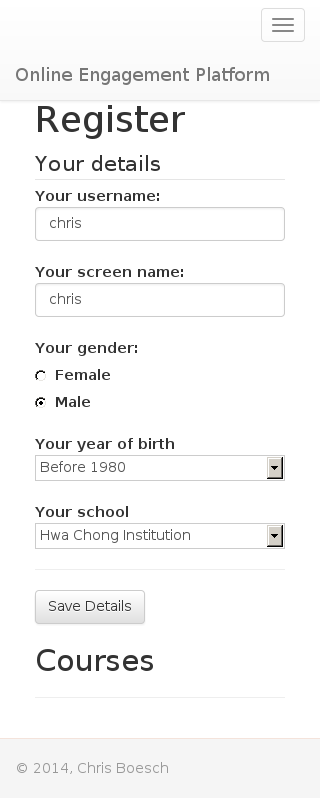 Online Engagement Platform
Register
Your details
Your username:
chris
Your screen name:
chris
Your gender:
Female
Male
Your year of birth
Before 1980
Your school
Hwa Chong Institution
Save Details
Courses
© 2014, Chris Boesch